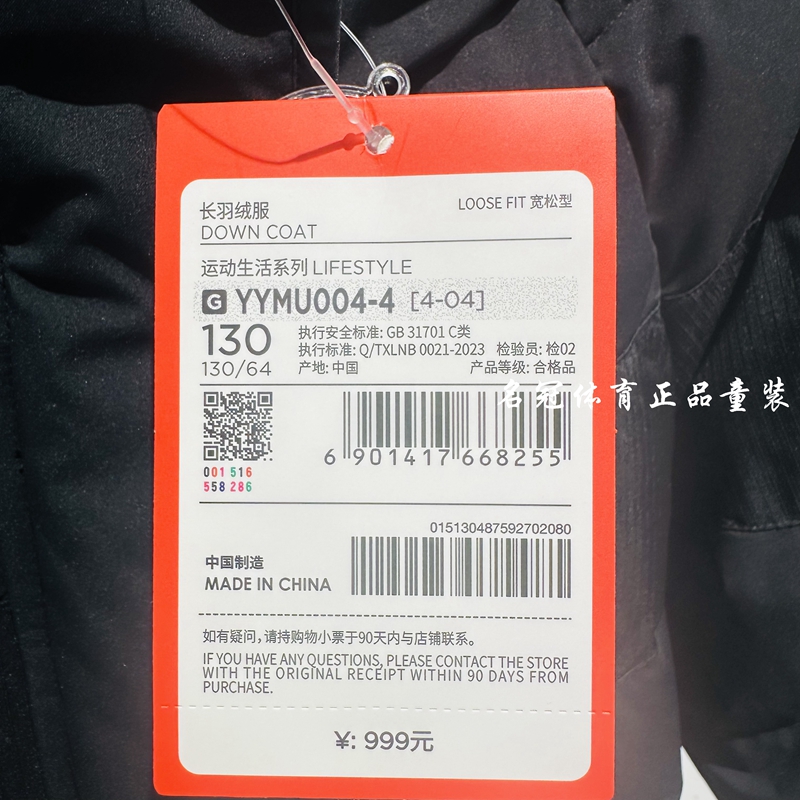 长羽绒服
DOWN COAT
LOOSE FIT 宽松型
运动生活系列 LIFESTYLE
G YYMU004-4 [4-04]
130
130/64
执行安全标准: GB 31701 C类
执行标准: Q/TXLNB 0021-2023 检验员: 检02
产地: 中国 产品等级: 合格品
名冠体育正品童装
001 516
558 286
6 901417 668255
015130487592702080
中国制造
MADE IN CHINA
如有疑问，请持购物小票于90天内与店铺联系。
IF YOU HAVE ANY QUESTIONS, PLEASE CONTACT THE STORE
WITH THE ORIGINAL RECEIPT WITHIN 90 DAYS FROM
PURCHASE.
¥: 999元